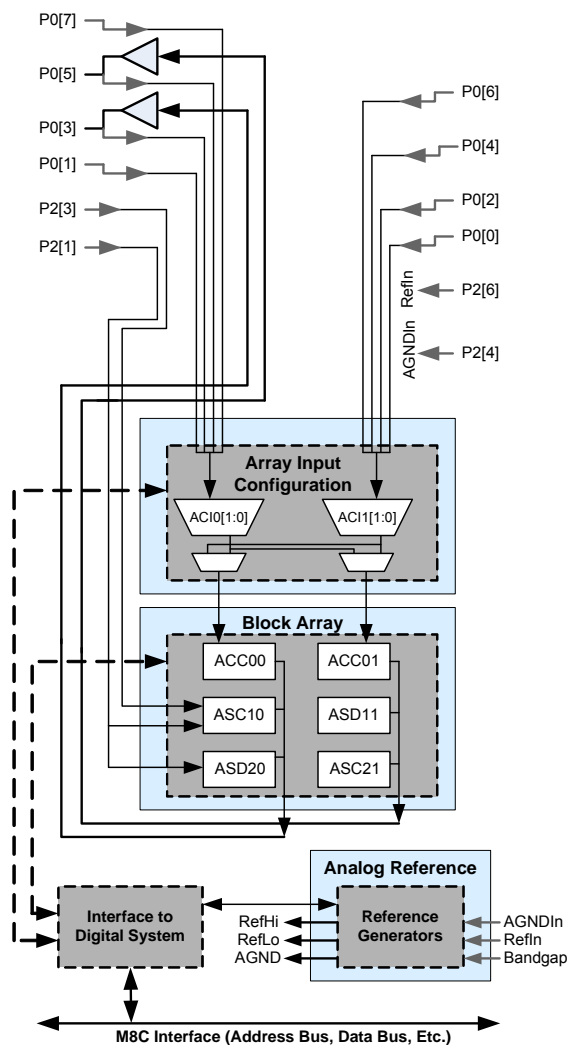 P0[7]
P0[5]
P0[3]
P0[1]
P2[3]
P2[1]
P0[6]
P0[4]
P0[2]
P0[0]
P2[6]
P2[4]
RefIn
AGNDIn
Array Input
Configuration
ACI0[1:0]
ACI1[1:0]
Block Array
ACC00
ACC01
ASC10
ASD11
ASD20
ASC21
Analog Reference
Interface to
Digital System
RefHi
RefLo
AGND
Reference
Generators
AGNDIn
RefIn
Bandgap
M8C Interface (Address Bus, Data Bus, Etc.)